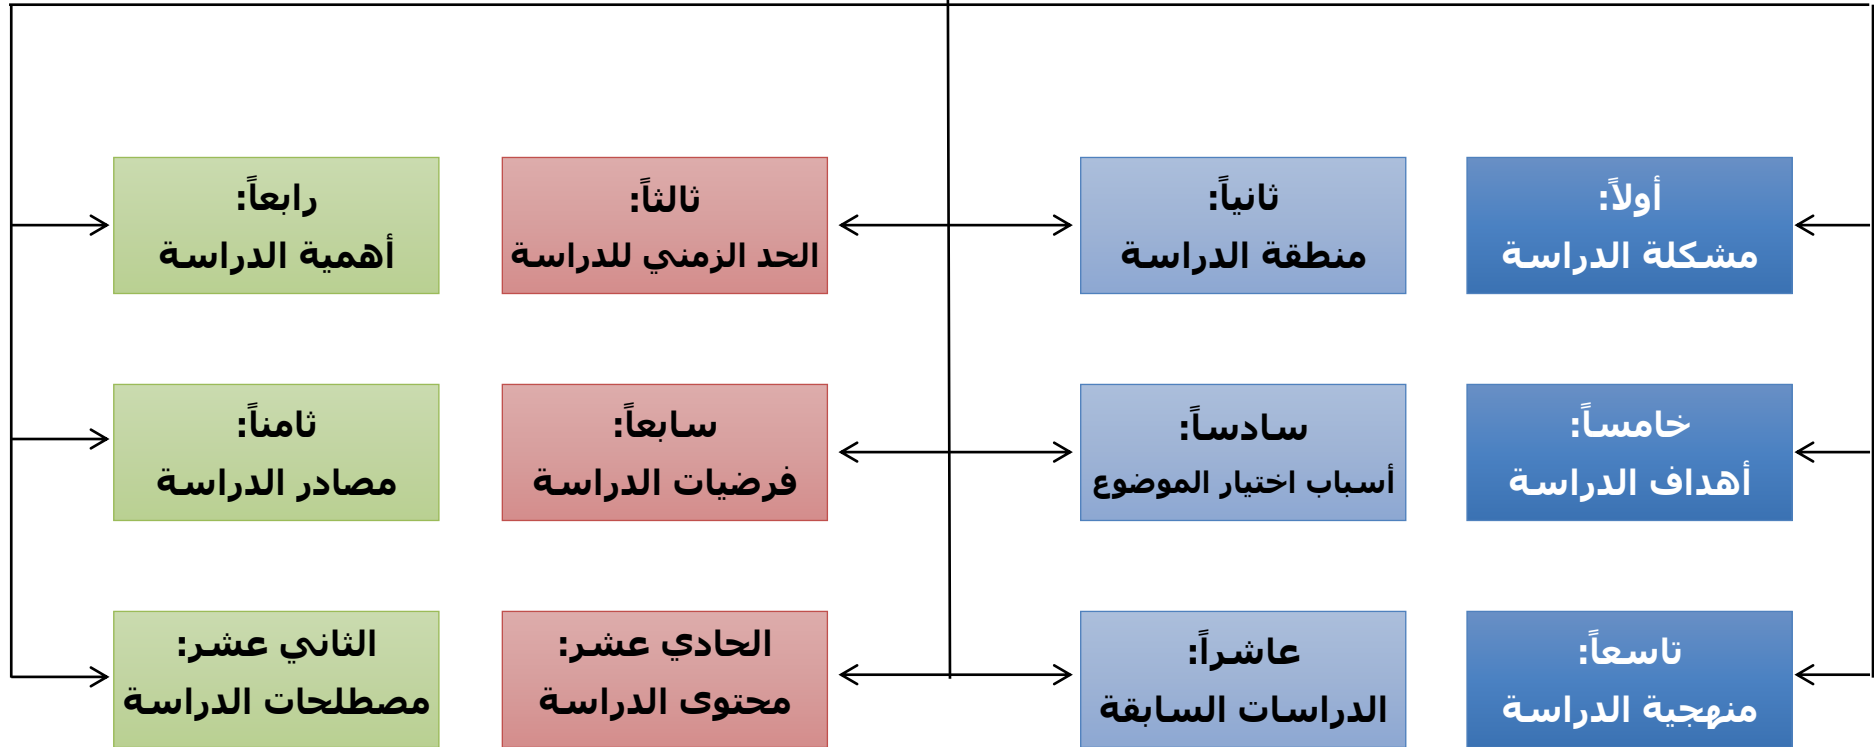 أولاً:
مشكلة الدراسة
ثانياً:
منطقة الدراسة
ثالثاً:
الحد الزمني للدراسة
رابعاً:
أهمية الدراسة
خامساً:
أهداف الدراسة
سادساً:
أسباب اختيار الموضوع
سابعاً:
فرضيات الدراسة
ثامناً:
مصادر الدراسة
تاسعاً:
منهجية الدراسة
عاشراً:
الدراسات السابقة
الحادي عشر:
محتوى الدراسة
الثاني عشر:
مصطلحات الدراسة